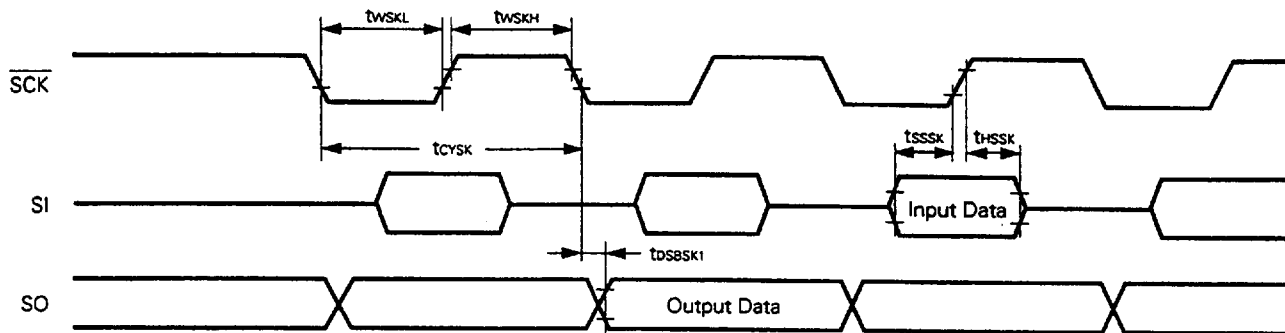 tWSKL tWSKH
SCK
tCYSK
tSSSK tHSSK
SI
Input Data
tDSBSK1
SO
Output Data